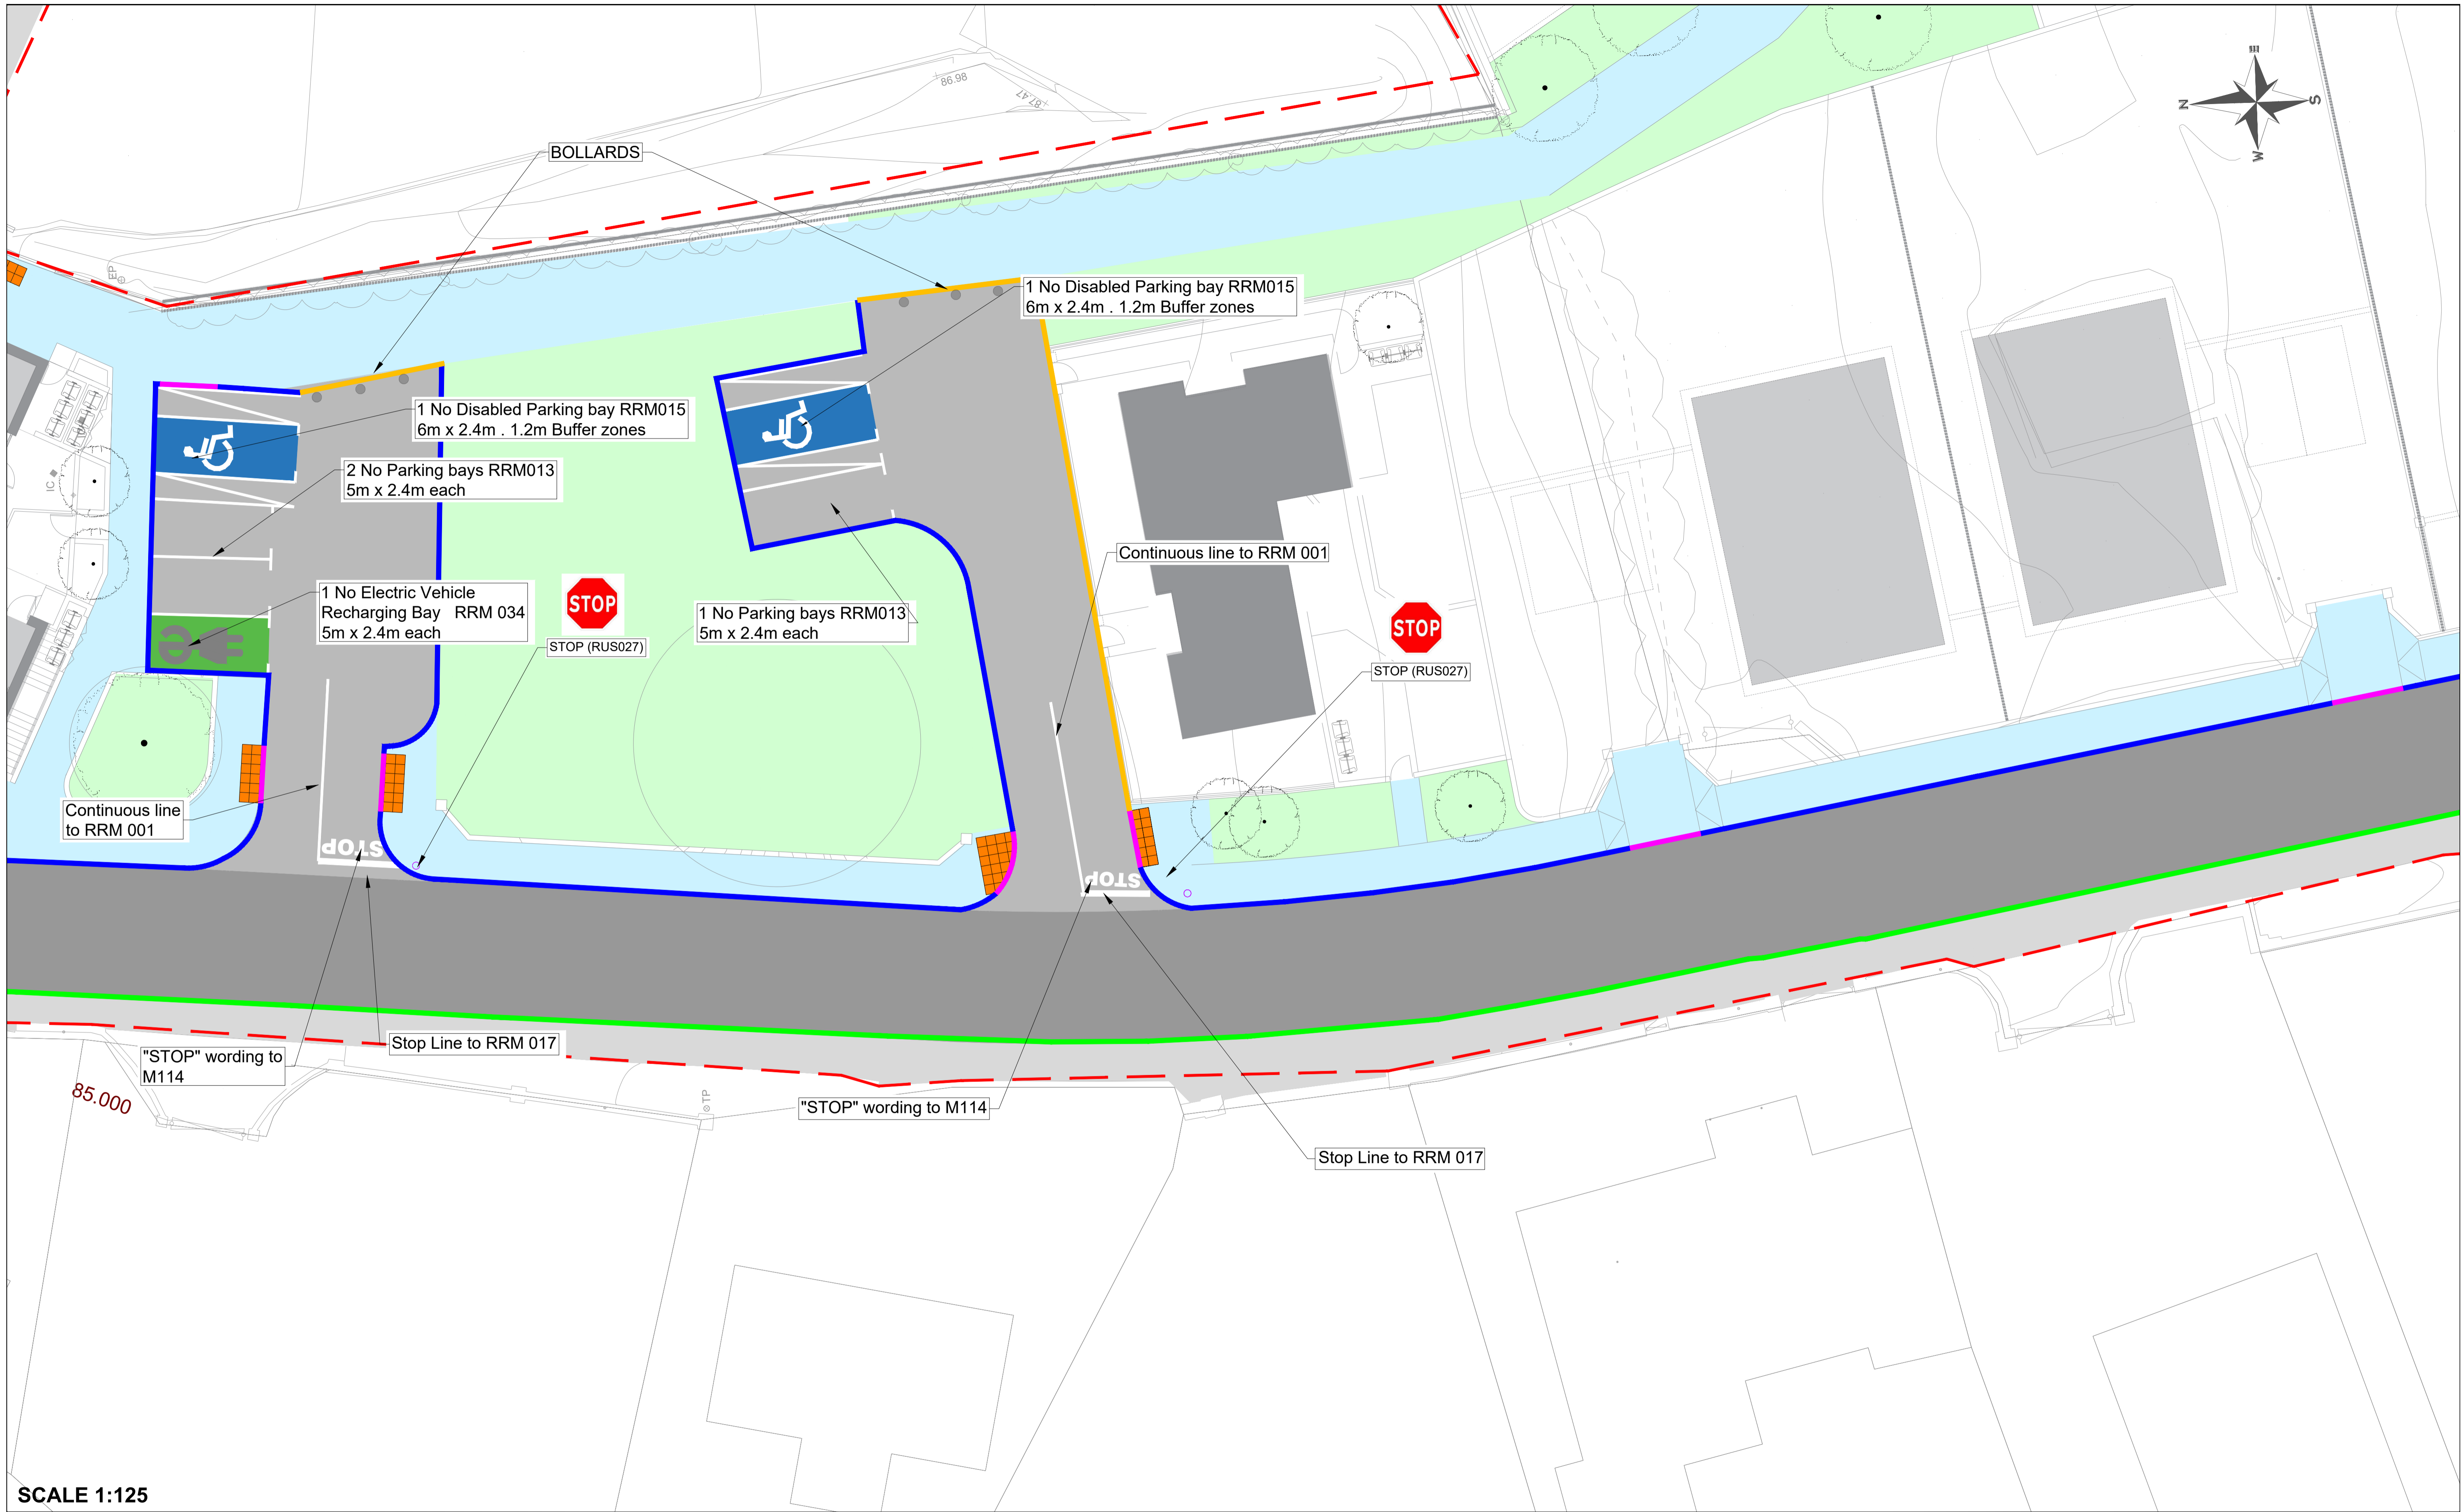 86.98
87.47
E
N
S
W
BOLLARDS
EP
1 No Disabled Parking bay RRM015
6m x 2.4m . 1.2m Buffer zones
1 No Disabled Parking bay RRM015
6m x 2.4m . 1.2m Buffer zones
2 No Parking bays RRM013
5m x 2.4m each
IC
Continuous line to RRM 001
1 No Electric Vehicle
Recharging Bay RRM 034
5m x 2.4m each
STOP
STOP (RUS027)
1 No Parking bays RRM013
5m x 2.4m each
STOP
STOP (RUS027)
e
Continuous line
to RRM 001
STOP
STOP
Stop Line to RRM 017
"STOP" wording to
M114
85.000
TP
"STOP" wording to M114
Stop Line to RRM 017
SCALE 1:125